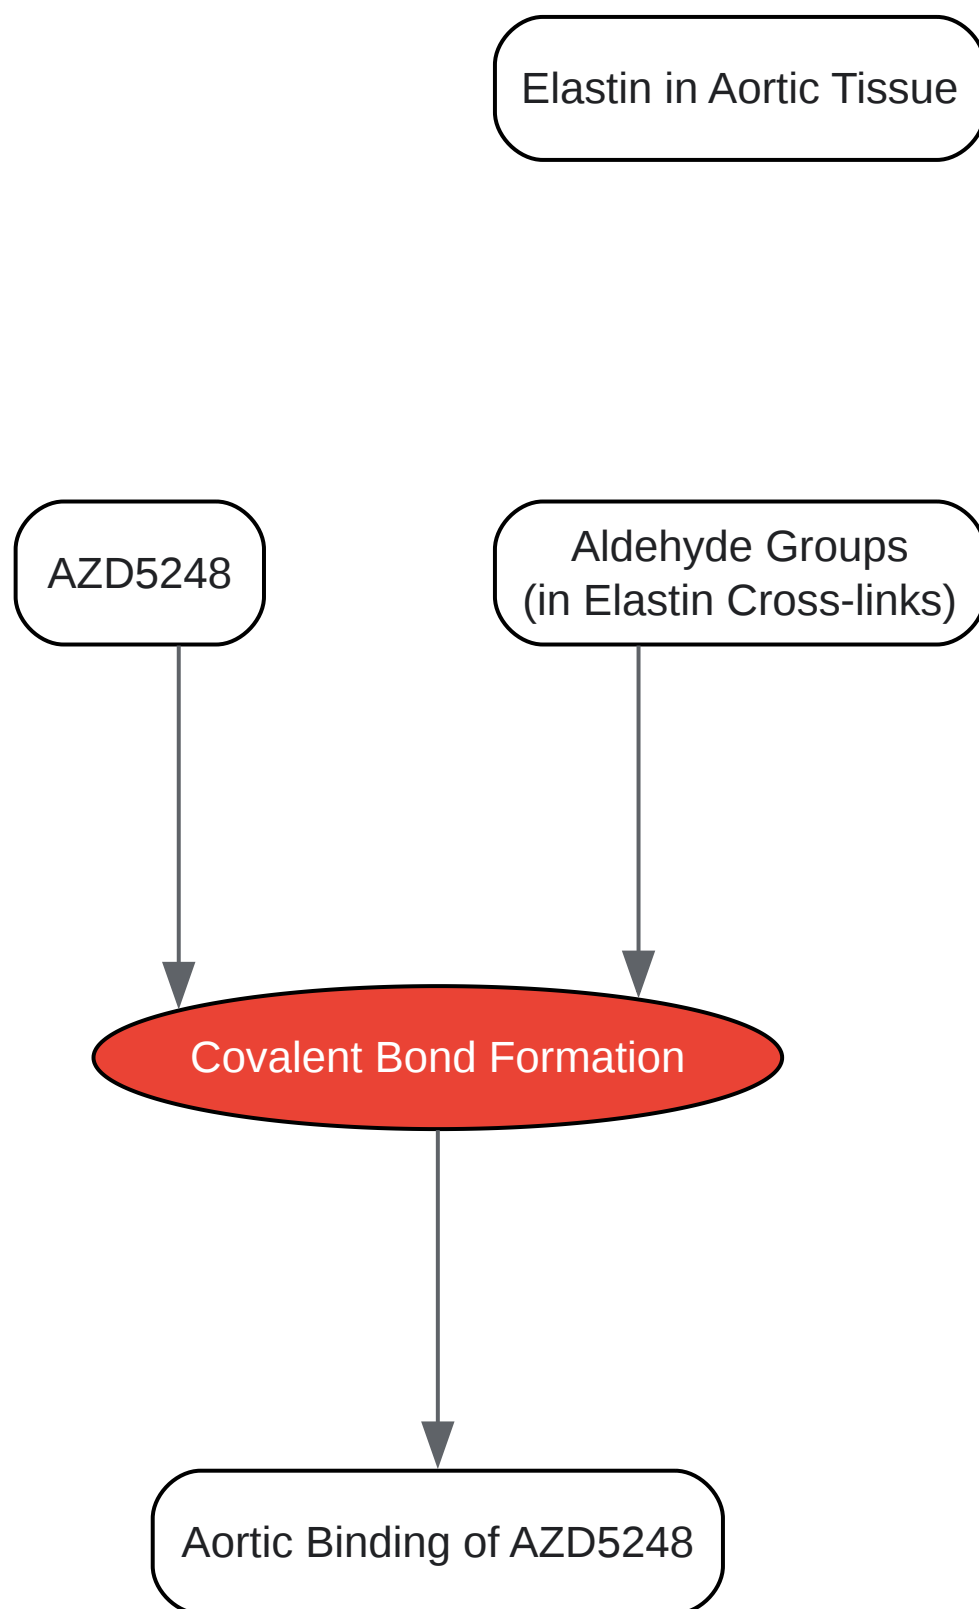 Elastin in Aortic Tissue
AZD5248
Aldehyde Groups
(in Elastin Cross-links)
Covalent Bond Formation
Aortic Binding of AZD5248